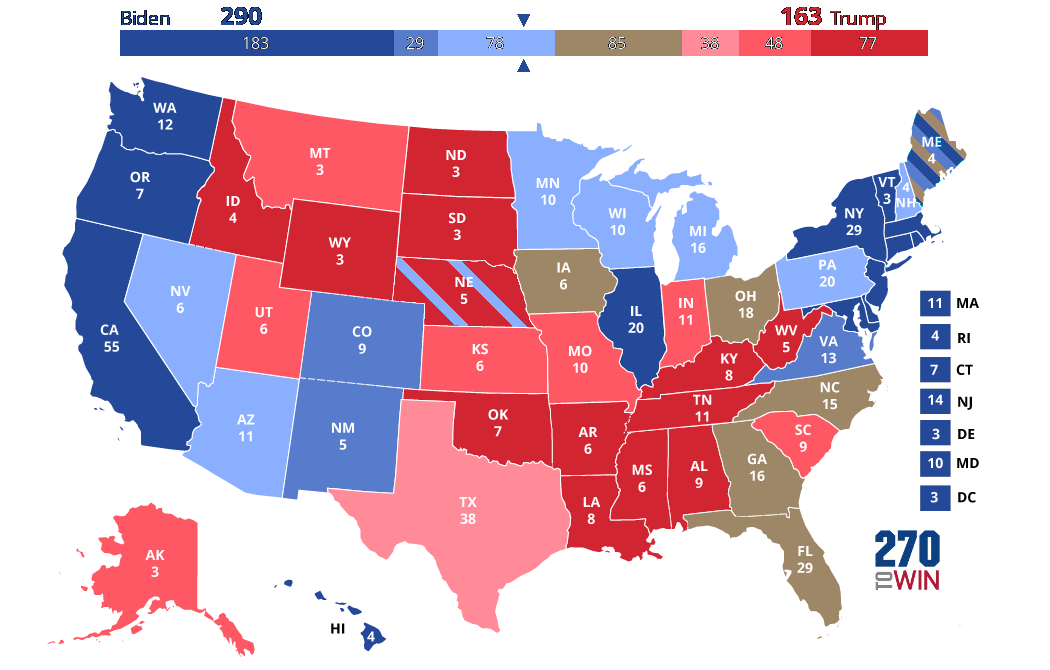 Biden 290 163 Trump
183 29 78 85 38 48 77
WA
12
OR
7
CA
55
NV
6
ID
4
MT
3
WY
3
UT
6
AZ
11
CO
9
NM
5
ND
3
SD
3
NE
5
KS
6
OK
7
TX
38
MN
10
IA
6
MO
10
AR
6
LA
8
WI
10
IL
20
MI
16
IN
11
OH
18
KY
8
TN
11
MS
6
AL
9
GA
16
FL
29
SC
9
NC
15
VA
13
WV
5
PA
20
NY
29
VT
3
4
NH
ME
4
AK
3
HI
4
11 MA
4 RI
7 CT
14 NJ
3 DE
10 MD
3 DC
270
TO WIN